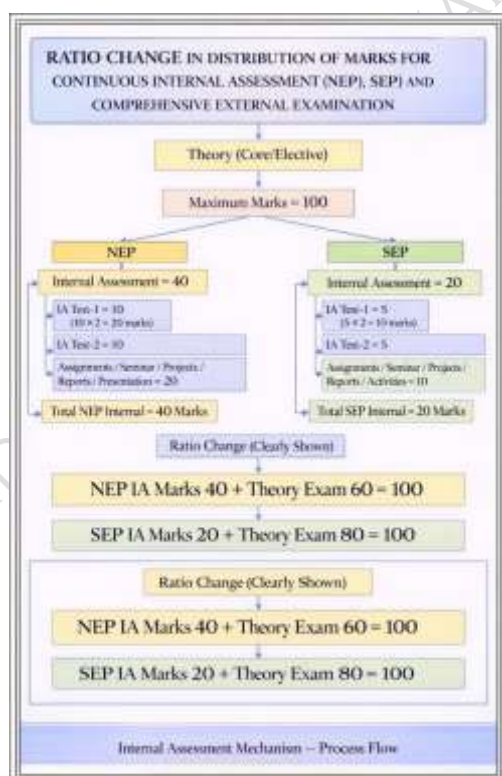 RATIO CHANGE IN DISTRIBUTION OF MARKS FOR
CONTINUOUS INTERNAL ASSESSMENT (NEP), SEP) AND
COMPREHENSIVE EXTERNAL EXAMINATION
Theory (Core/Elective)
Maximum Marks = 100
NEP
Internal Assessment = 40
IA Test-1 = 10
(10 × 2 = 20 marks)
IA Test-2 = 10
Assignments / Seminar / Projects /
Reports / Presentation = 20
Total NEP Internal = 40 Marks
SEP
Internal Assessment = 20
IA Test-1 = 5
(5 × 2 = 10 marks)
IA Test-2 = 5
Assignments / Seminar / Projects /
Reports / Activities = 10
Total SEP Internal = 20 Marks
Ratio Change (Clearly Shown)
NEP IA Marks 40 + Theory Exam 60 = 100
SEP IA Marks 20 + Theory Exam 80 = 100
Ratio Change (Clearly Shown)
NEP IA Marks 40 + Theory Exam 60 = 100
SEP IA Marks 20 + Theory Exam 80 = 100
Internal Assessment Mechanism – Process Flow